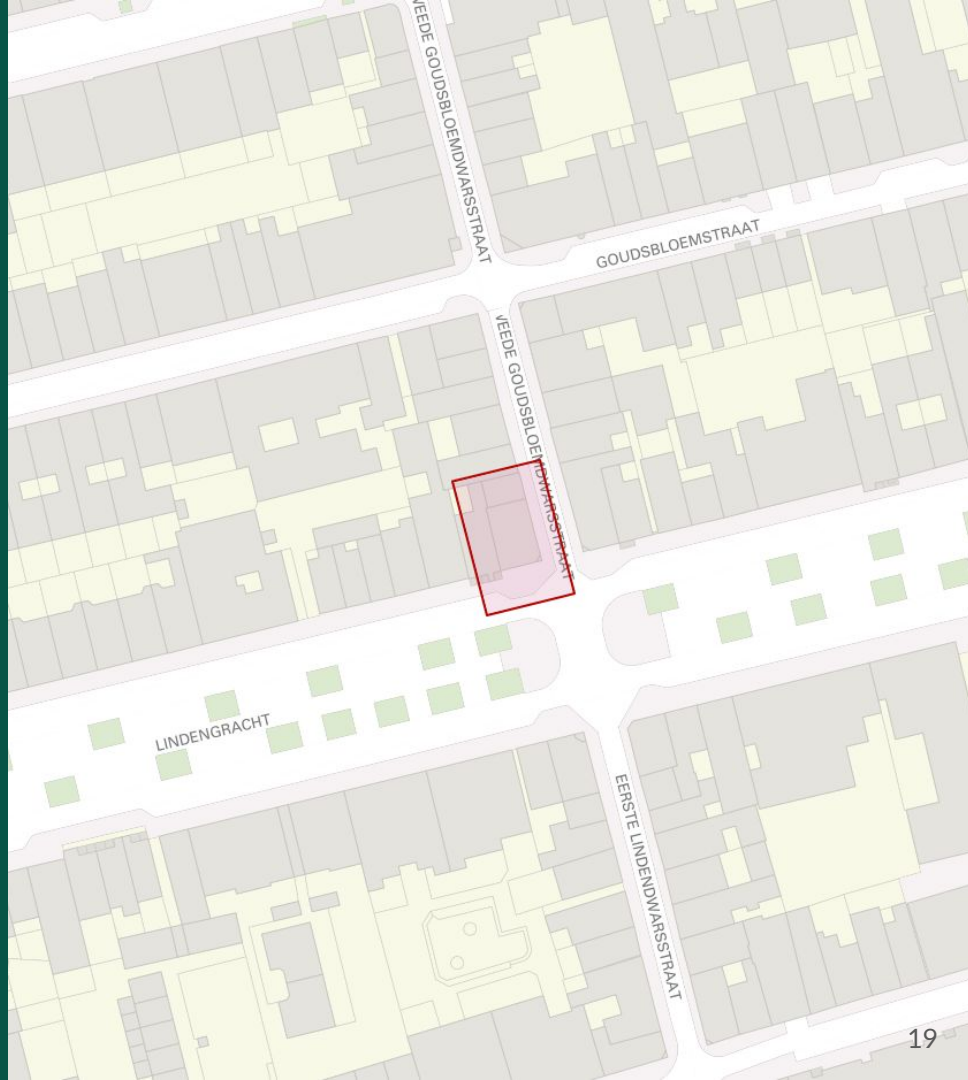 WEEDE GOUDSBLOEMDWARSSTRAAT
GOUDSBLOEMSTRAAT
WEEDE GOUDSBLOEMDWARSSTRAAT
LINDENGRACHT
EERSTE LINDENDWARSSTRAAT
19